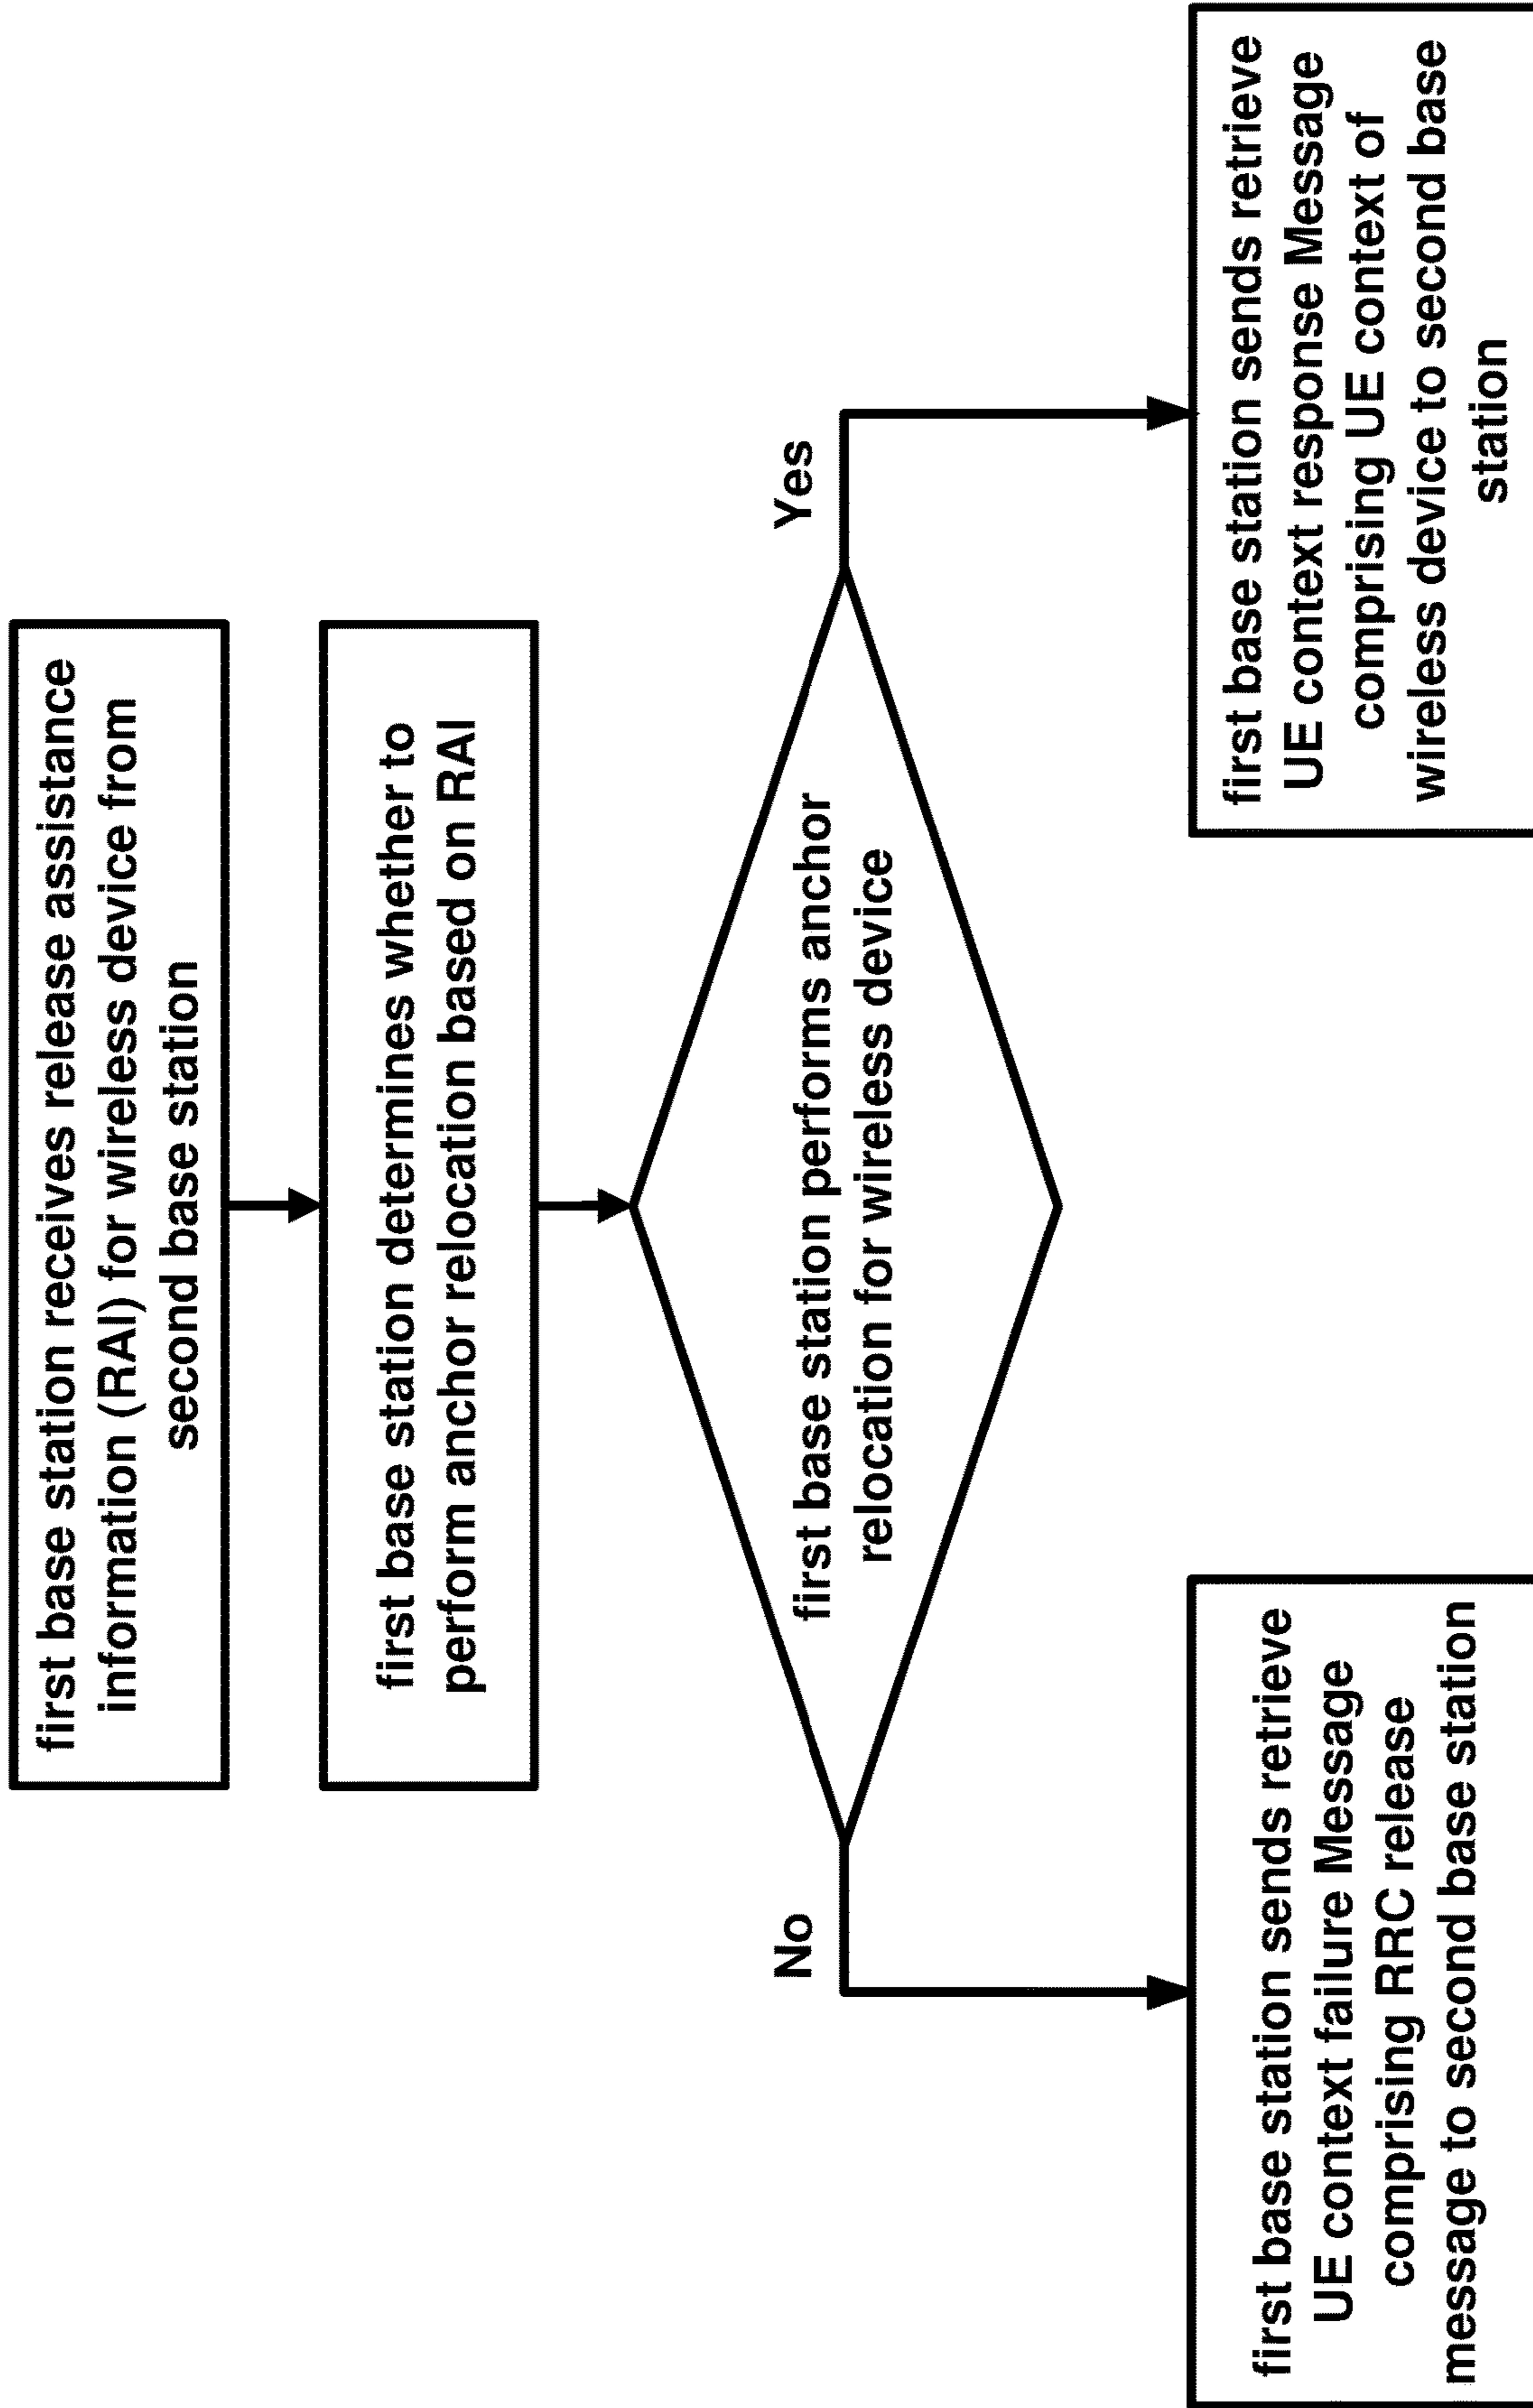 first base station receives release assistance
information (RAI) for wireless device from
second base station
first base station determines whether to
perform anchor relocation based on RAI
first base station performs anchor
relocation for wireless device
No
Yes
first base station sends retrieve
UE context failure Message
comprising RRC release
message to second base station
first base station sends retrieve
UE context response Message
comprising UE context of
wireless device to second base
station